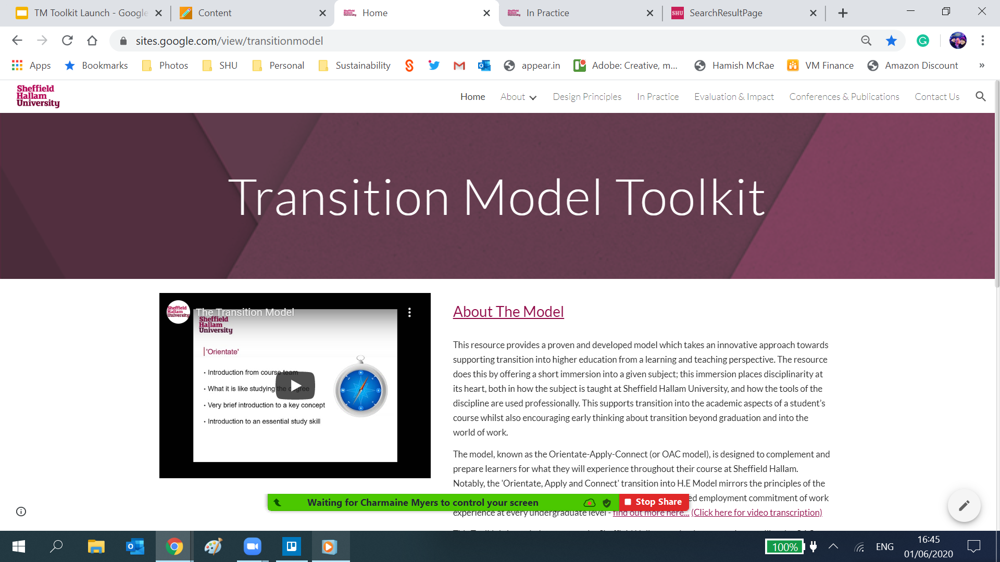 TM Toolkit Launch - Google
Content
Home
In Practice
SearchResultPage
sites.google.com/view/transitionmodel
Apps
Bookmarks
Photos
SHU
Personal
Sustainability
appear.in
Adobe: Creative, m...
Hamish McRae
VM Finance
Amazon Discount
»
Sheffield
Hallam
University
Home
About
Design Principles
In Practice
Evaluation & Impact
Conferences & Publications
Contact Us
Transition Model Toolkit
Sheffield
Hallam
University
The Transition Model
Sheffield
Hallam
University
'Orientate'
• Introduction from course team
• What it is like studying the degree
• Very brief introduction to a key concept
• Introduction to an essential study skill
About The Model
This resource provides a proven and developed model which takes an innovative approach towards
supporting transition into higher education from a learning and teaching perspective. The resource
does this by offering a short immersion into a given subject; this immersion places disciplinarity at
its heart, both in how the subject is taught at Sheffield Hallam University, and how the tools of the
discipline are used professionally. This supports transition into the academic aspects of a student's
course whilst also encouraging early thinking about transition beyond graduation and into the
world of work.
The model, known as the Orientate-Apply-Connect (or OAC model), is designed to complement and
prepare learners for what they will experience throughout their course at Sheffield Hallam.
Notably, the 'Orientate, Apply and Connect' transition into H.E Model mirrors the principles of the
ed employment commitment of work
experience at every undergraduate level - find out more here... (Click here for video transcription)
Waiting for Charmaine Myers to control your screen
Stop Share
100%
ENG
16:45
01/06/2020